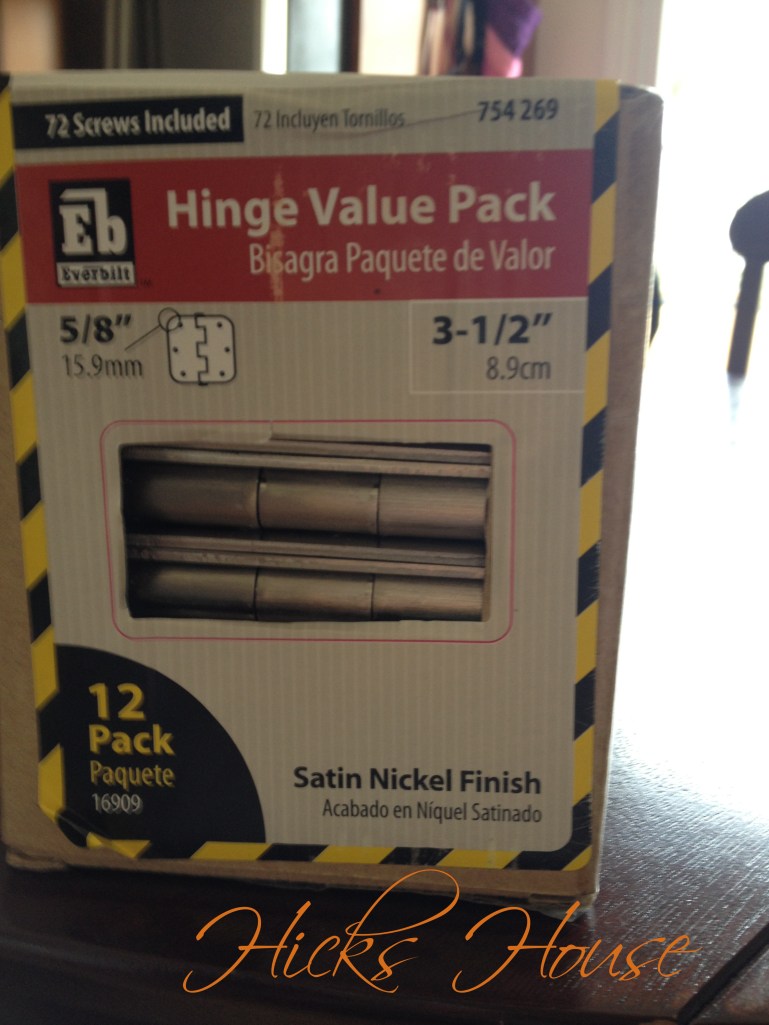 72 Screws Included 72 Incluyen Tornillos 754 269
Eb
Everbilt™
Hinge Value Pack
Bisagra Paquete de Valor
5/8”
15.9mm
3-1/2”
8.9cm
12
Pack
Paquete
16909
Satin Nickel Finish
Acabado en Níquel Satinado
Hicks House